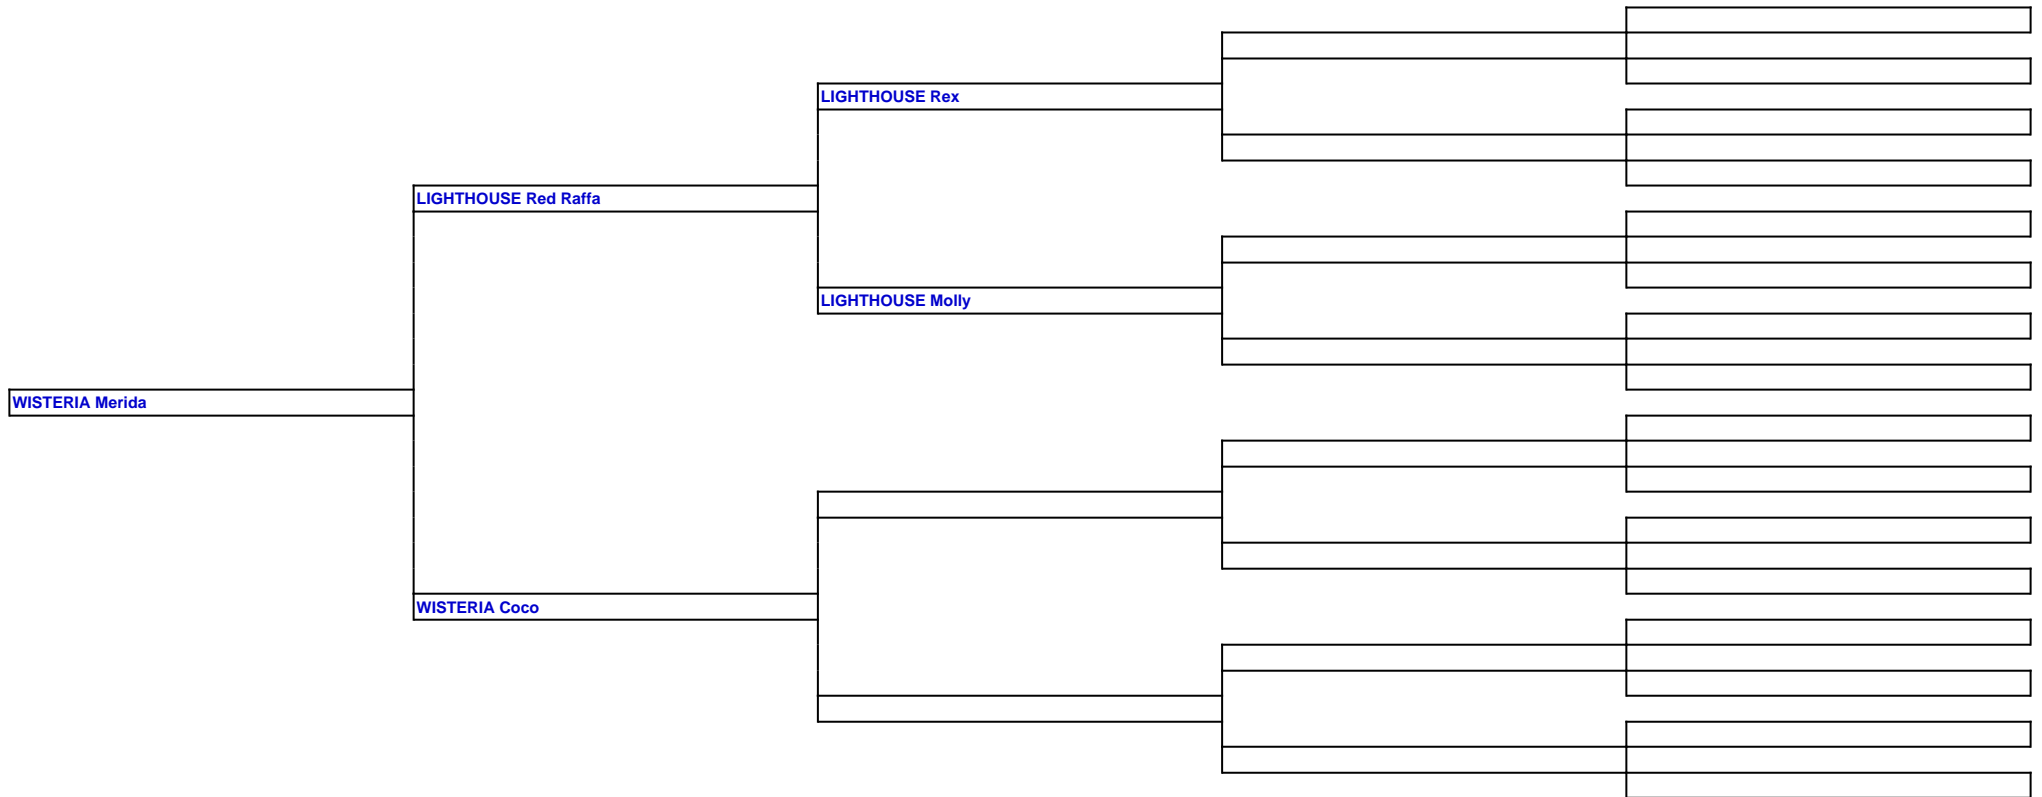 LIGHTHOUSE Rex
LIGHTHOUSE Red Raffa
LIGHTHOUSE Molly
WISTERIA Merida
WISTERIA Coco